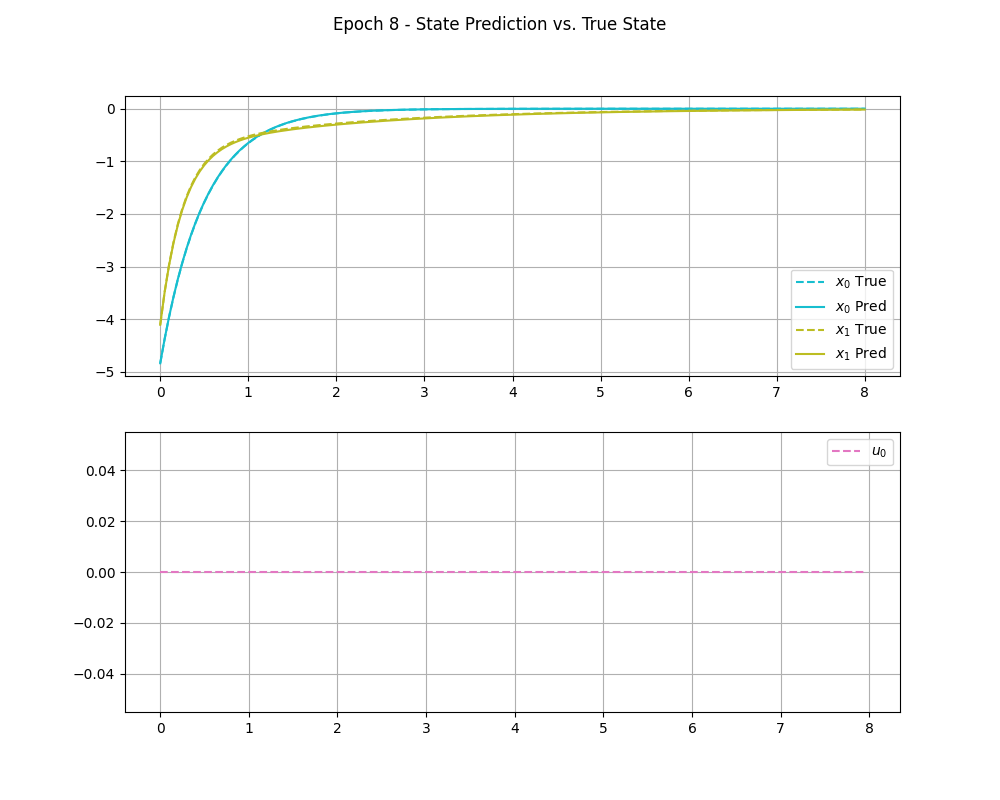 Epoch 8 - State Prediction vs. True State
0
−1
−2
−3
−4
−5
x₀ True
x₀ Pred
x₁ True
x₁ Pred
0 1 2 3 4 5 6 7 8
0.04
0.02
0.00
−0.02
−0.04
u₀
0 1 2 3 4 5 6 7 8